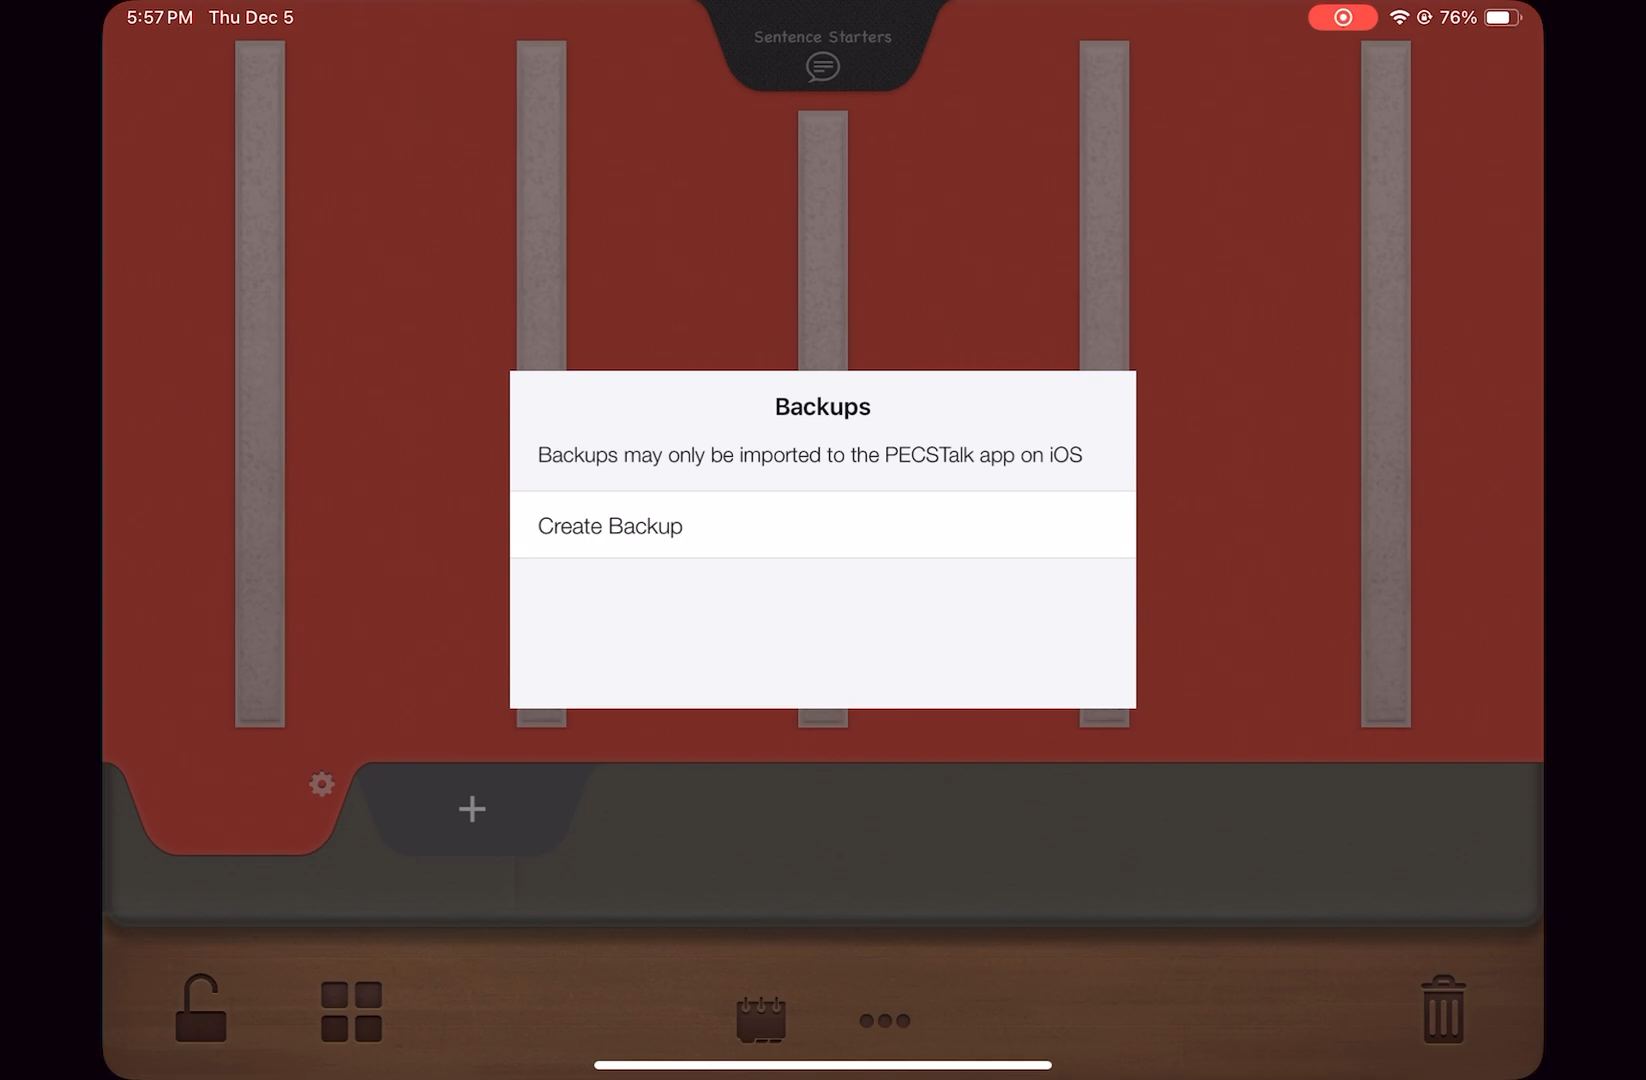 5:57 PM Thu Dec 5
76%
Sentence Starters
Backups
Backups may only be imported to the PECSTalk app on iOS
Create Backup